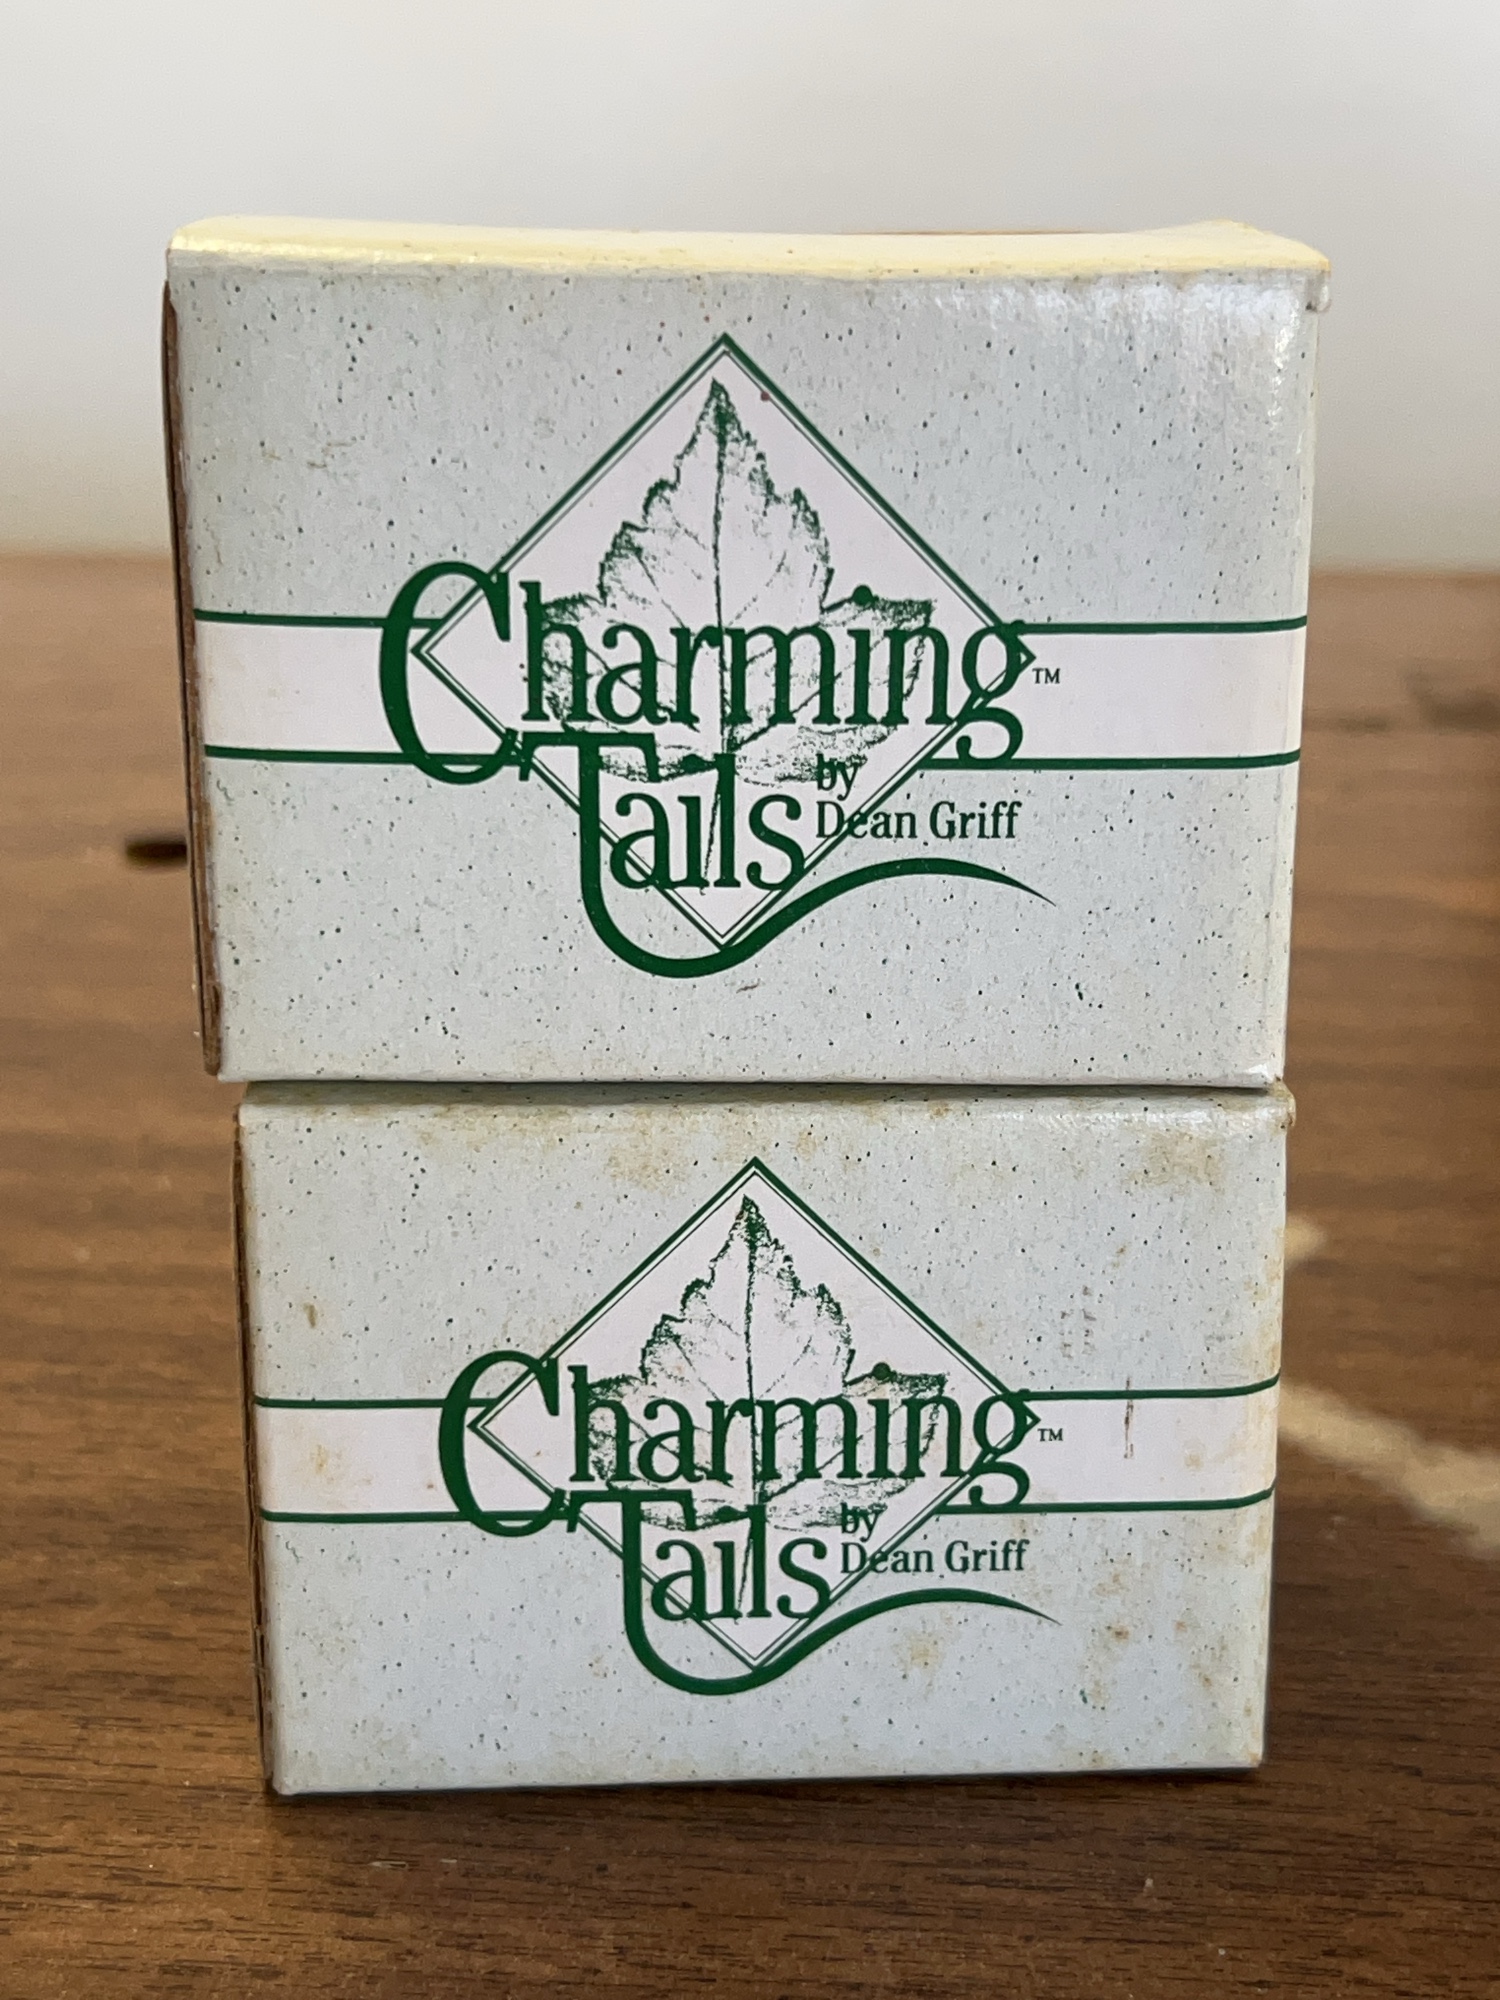 Charming™
Tails by
Dean Griff
Charming™
Tails by
Dean Griff